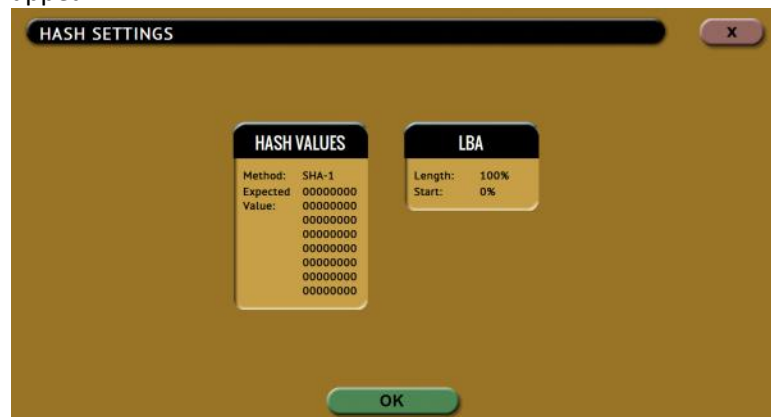 HASH SETTINGS
X
HASH VALUES
Method: SHA-1
Expected 00000000
Value: 00000000
00000000
00000000
00000000
00000000
00000000
00000000
LBA
Length: 100%
Start: 0%
OK